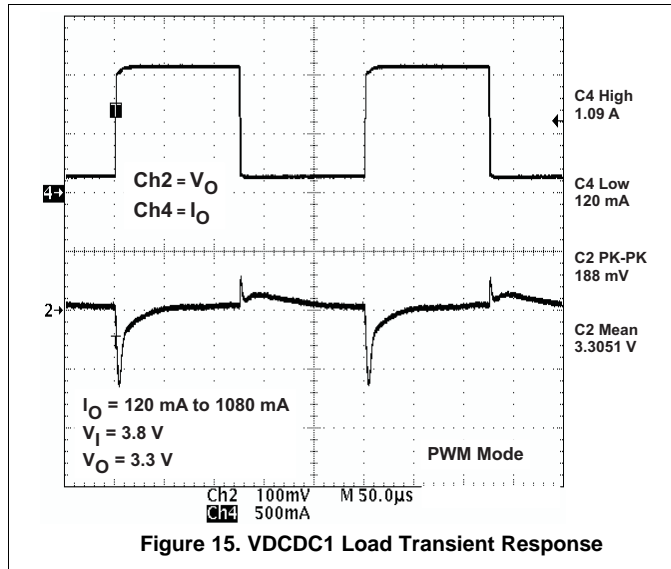 C4 High
1.09 A
Ch2 = VO
Ch4 = IO
4
C4 Low
120 mA
C2 PK-PK
188 mV
2
C2 Mean
3.3051 V
IO = 120 mA to 1080 mA
VI = 3.8 V
VO = 3.3 V
PWM Mode
Ch2 100mV M 50.0µs
Ch4 500mA
Figure 15. VDCDC1 Load Transient Response